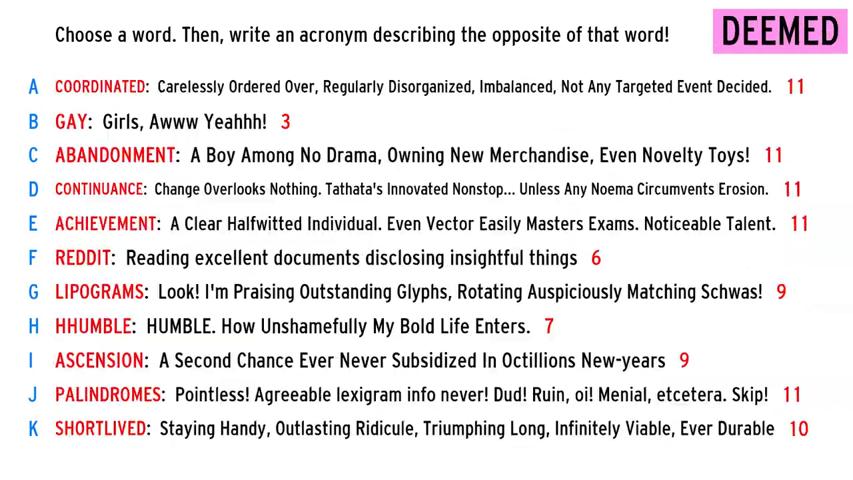 Choose a word. Then, write an acronym describing the opposite of that word! DEEMED
A COORDINATED: Carelessly Ordered Over, Regularly Disorganized, Imbalanced, Not Any Targeted Event Decided. 11
B GAY: Girls, Awww Yeahhh! 3
C ABANDONMENT: A Boy Among No Drama, Owning New Merchandise, Even Novelty Toys! 11
D CONTINUANCE: Change Overlooks Nothing. Tathata's Innovated Nonstop... Unless Any Noema Circumvents Erosion. 11
E ACHIEVEMENT: A Clear Halfwitted Individual. Even Vector Easily Masters Exams. Noticeable Talent. 11
F REDDIT: Reading excellent documents disclosing insightful things 6
G LIPOGRAMS: Look! I'm Praising Outstanding Glyphs, Rotating Auspiciously Matching Schwas! 9
H HHUMBLE: HUMBLE. How Unshamefully My Bold Life Enters. 7
I ASCENSION: A Second Chance Ever Never Subsidized In Octillions New-years 9
J PALINDROMES: Pointless! Agreeable lexigram info never! Dud! Ruin, oi! Menial, etcetera. Skip! 11
K SHORTLIVED: Staying Handy, Outlasting Ridicule, Triumphing Long, Infinitely Viable, Ever Durable 10